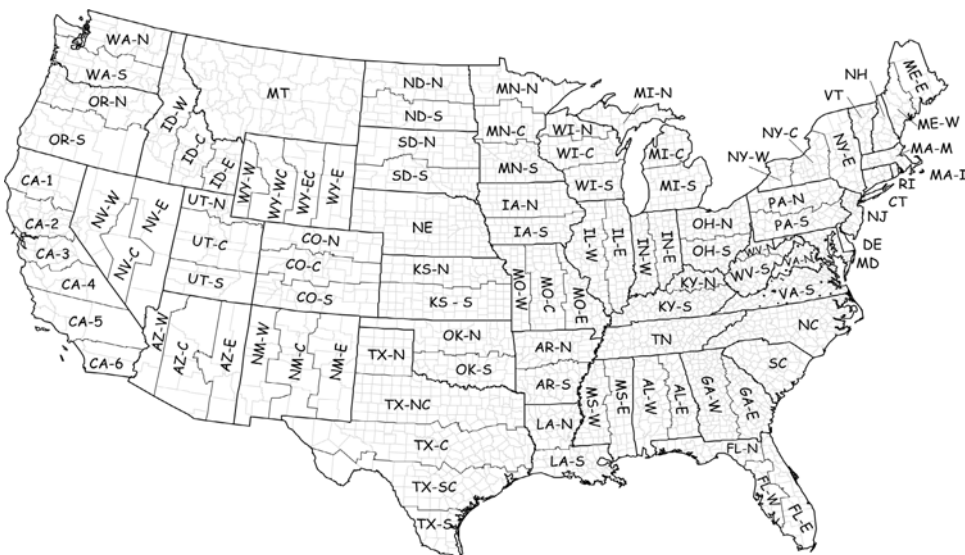 WA-N
WA-S
OR-N
OR-S
ID-W
ID-C
ID-E
MT
WY-W
WY-WC
WY-EC
WY-E
ND-N
ND-S
SD-N
SD-S
NE
KS-N
KS - S
MN-N
MN-C
MN-S
IA-N
IA-S
WI-N
WI-C
WI-S
MI-N
MI-C
MI-S
CA-1
CA-2
CA-3
CA-4
CA-5
CA-6
NV-W
NV-C
NV-E
UT-N
UT-C
UT-S
CO-N
CO-C
CO-S
AZ-W
AZ-C
AZ-E
NM-W
NM-C
NM-E
OK-N
OK-S
TX-N
TX-NC
TX-C
TX-SC
TX-S
MO-W
MO-C
MO-E
AR-N
AR-S
LA-N
LA-S
IL-W
IL-E
IN-W
IN-E
OH-N
OH-S
KY-N
KY-S
TN
MS-W
MS-E
AL-W
AL-E
GA-W
GA-E
FL-N
FL-W
FL-E
SC
NC
WV-N
WV-S
VA-N
VA-S
PA-N
PA-S
NY-W
NY-C
NY-E
VT
NH
ME-E
ME-W
MA-M
MA-I
RI
CT
NJ
DE
MD